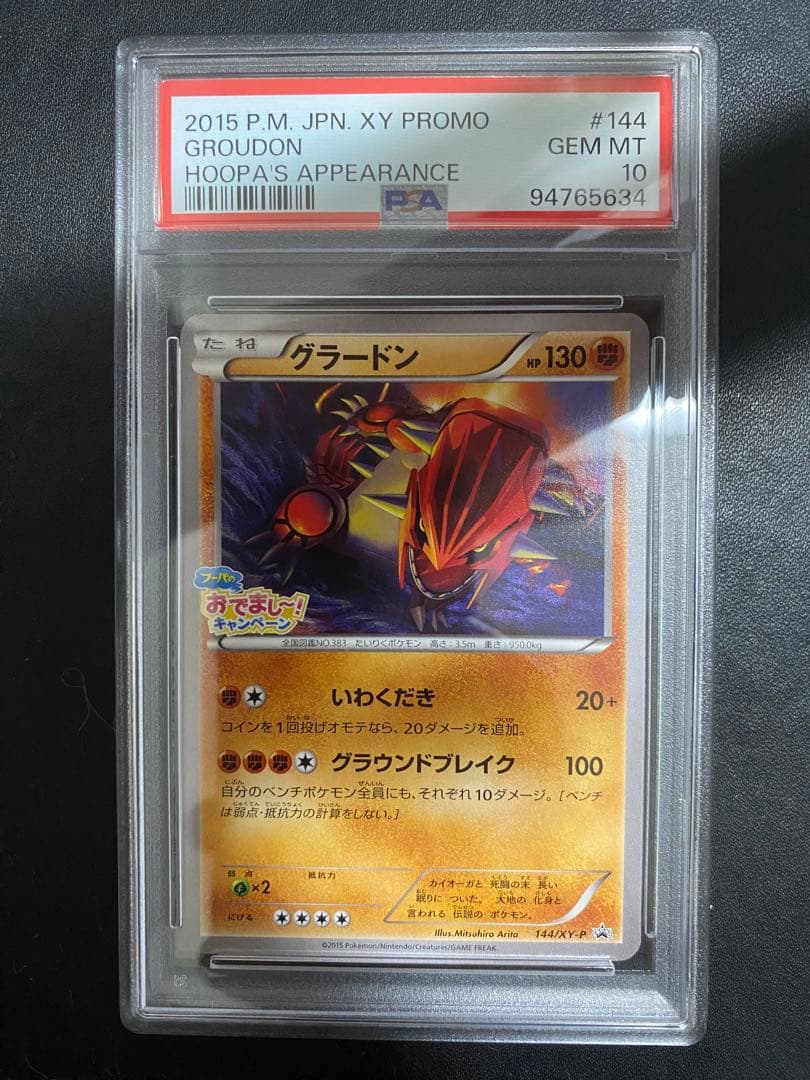 2015 P.M. JPN. XY PROMO #144
GROUDON GEM MT
HOOPA'S APPEARANCE 10
PSA 94765634
たね グラードン HP130
フーパの
おでまし〜!
キャンペーン
全国図鑑NO.383 たいりくポケモン 高さ:3.5m 重さ:950.0kg
いわくだき 20+
コインを1回投げオモテなら、20ダメージを追加。
グラウンドブレイク 100
自分のベンチポケモン全員にも、それぞれ10ダメージ。[ベンチ
は弱点・抵抗力の計算をしない。]
弱点 抵抗力
×2
にげる
カイオーガと 死闘の末 長い
眠りに ついた。 大地の 化身と
言われる 伝説の ポケモン。
Illus.Mitsuhiro Arita 144/XY-P
©2015 Pokémon/Nintendo/Creatures/GAME FREAK.